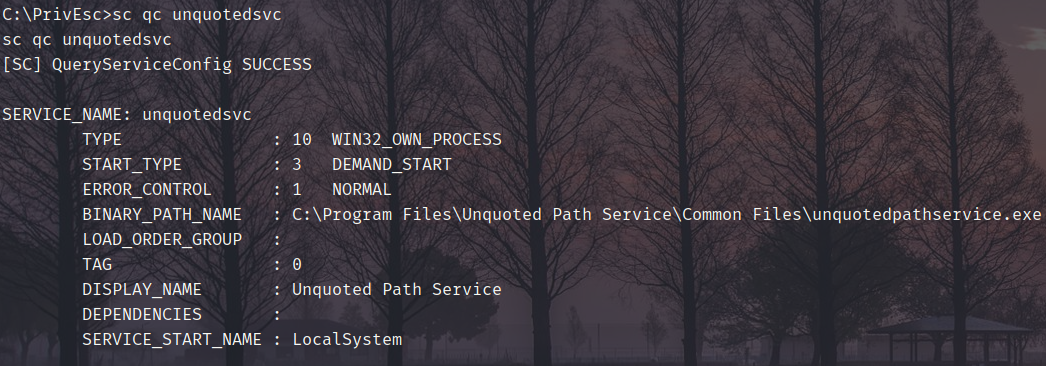 C:\PrivEsc>sc qc unquotedsvc
sc qc unquotedsvc
[SC] QueryServiceConfig SUCCESS

SERVICE_NAME: unquotedsvc
        TYPE               : 10  WIN32_OWN_PROCESS
        START_TYPE         : 3   DEMAND_START
        ERROR_CONTROL      : 1   NORMAL
        BINARY_PATH_NAME   : C:\Program Files\Unquoted Path Service\Common Files\unquotedpathservice.exe
        LOAD_ORDER_GROUP   :
        TAG                : 0
        DISPLAY_NAME       : Unquoted Path Service
        DEPENDENCIES       :
        SERVICE_START_NAME : LocalSystem